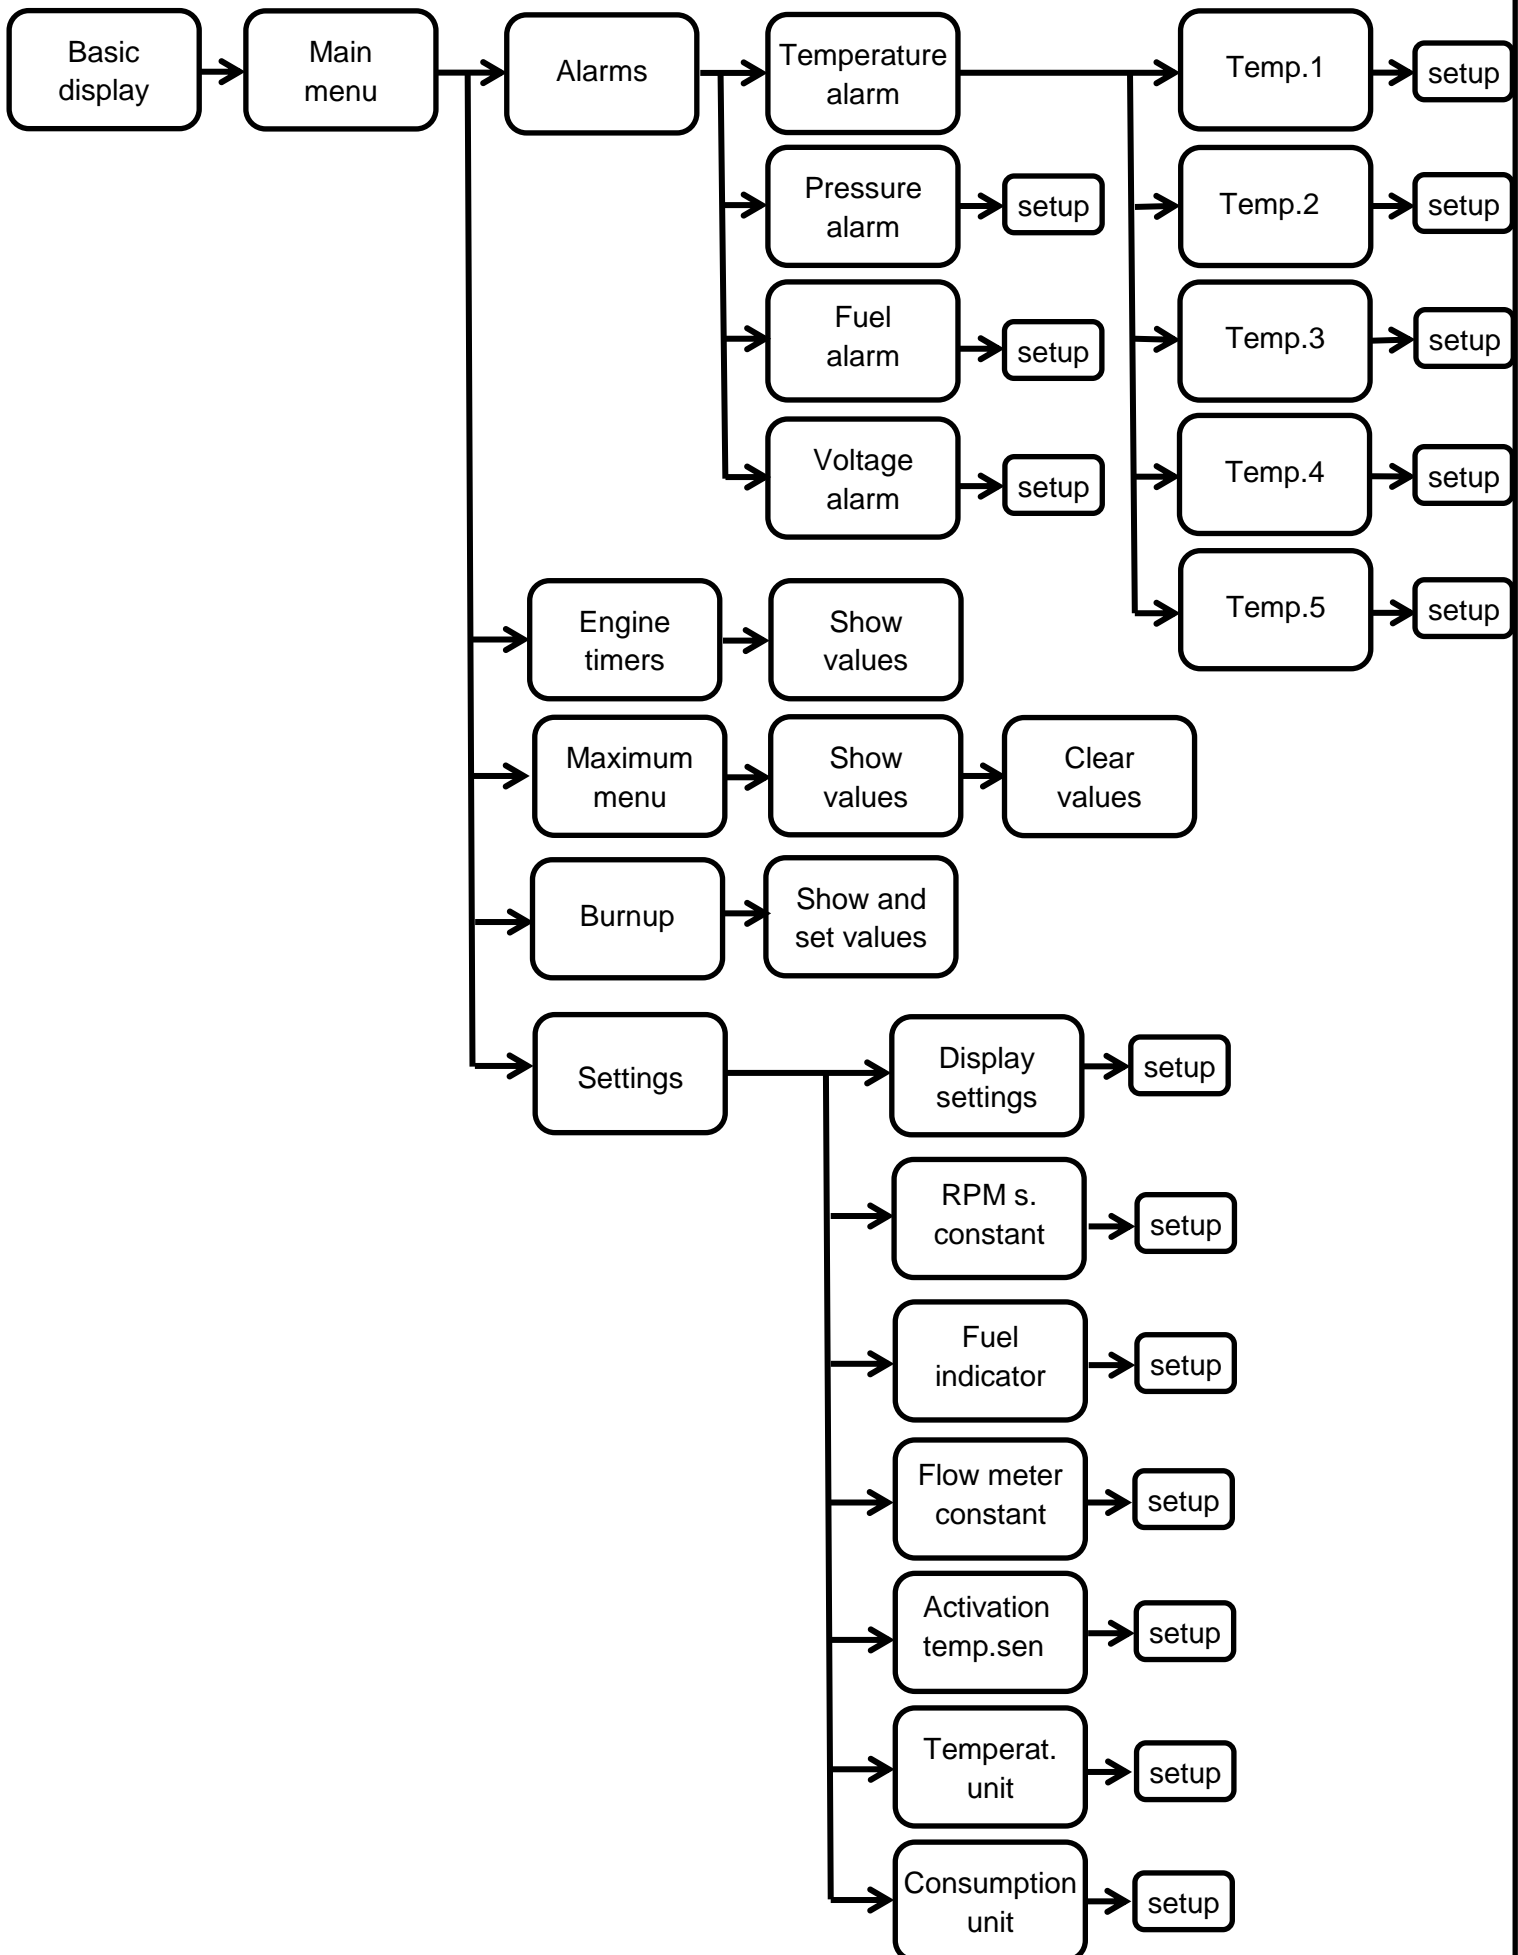 Basic
display
Main
menu
Alarms
Temperature
alarm
Temp.1
setup
Pressure
alarm
setup
Temp.2
setup
Fuel
alarm
setup
Temp.3
setup
Voltage
alarm
setup
Temp.4
setup
Temp.5
setup
Engine
timers
Show
values
Maximum
menu
Show
values
Clear
values
Burnup
Show and
set values
Settings
Display
settings
setup
RPM s.
constant
setup
Fuel
indicator
setup
Flow meter
constant
setup
Activation
temp.sen
setup
Temperat.
unit
setup
Consumption
unit
setup